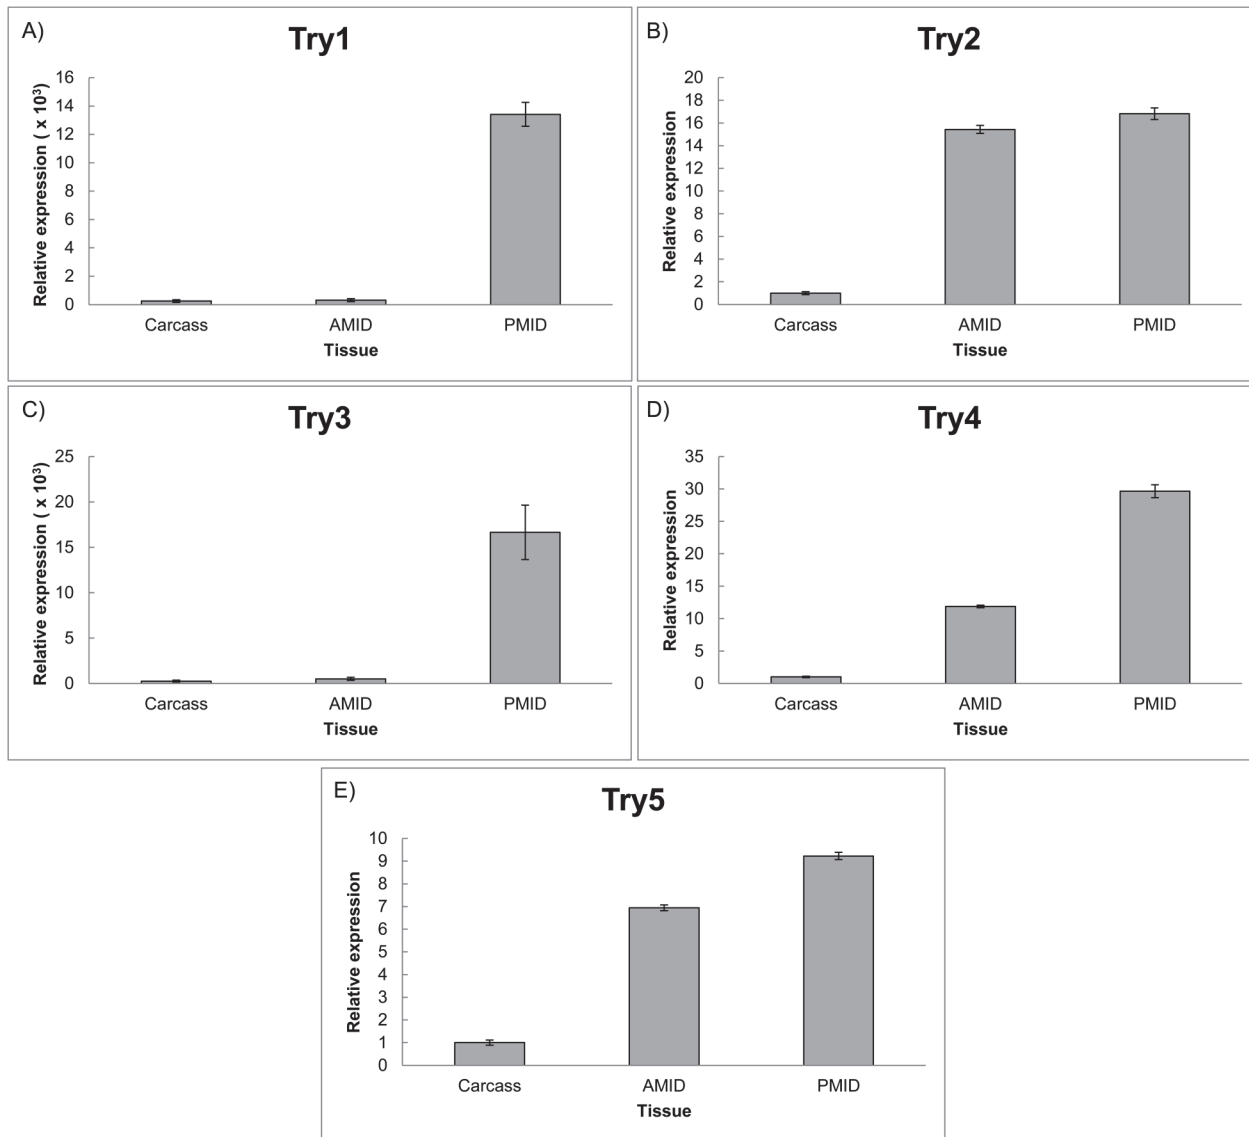 A)
Try1
Relative expression ( x 10³)
16
14
12
10
8
6
4
2
0
Carcass AMID PMID
Tissue
B)
Try2
Relative expression
20
18
16
14
12
10
8
6
4
2
0
Carcass AMID PMID
Tissue
C)
Try3
Relative expression ( x 10³)
25
20
15
10
5
0
Carcass AMID PMID
Tissue
D)
Try4
Relative expression
35
30
25
20
15
10
5
0
Carcass AMID PMID
Tissue
E)
Try5
Relative expression
10
9
8
7
6
5
4
3
2
1
0
Carcass AMID PMID
Tissue